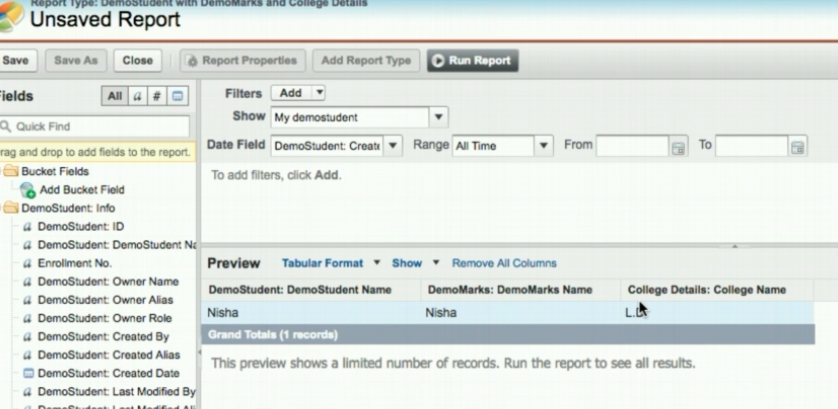 Report Type: DemoStudent with DemoMarks and College Details
Unsaved Report
Save Save As Close Report Properties Add Report Type Run Report
Fields All a #
Quick Find
rag and drop to add fields to the report.
Bucket Fields
Add Bucket Field
DemoStudent: Info
a DemoStudent: ID
a DemoStudent: DemoStudent Na
a Enrollment No.
a DemoStudent: Owner Name
a DemoStudent: Owner Alias
a DemoStudent: Owner Role
a DemoStudent: Created By
a DemoStudent: Created Alias
DemoStudent: Created Date
a DemoStudent: Last Modified By
a DemoStudent: Last Modified Ali
Filters Add
Show My demostudent
Date Field DemoStudent: Create Range All Time From To
To add filters, click Add.
Preview Tabular Format Show Remove All Columns
DemoStudent: DemoStudent Name DemoMarks: DemoMarks Name College Details: College Name
Nisha Nisha
Grand Totals (1 records)
This preview shows a limited number of records. Run the report to see all results.